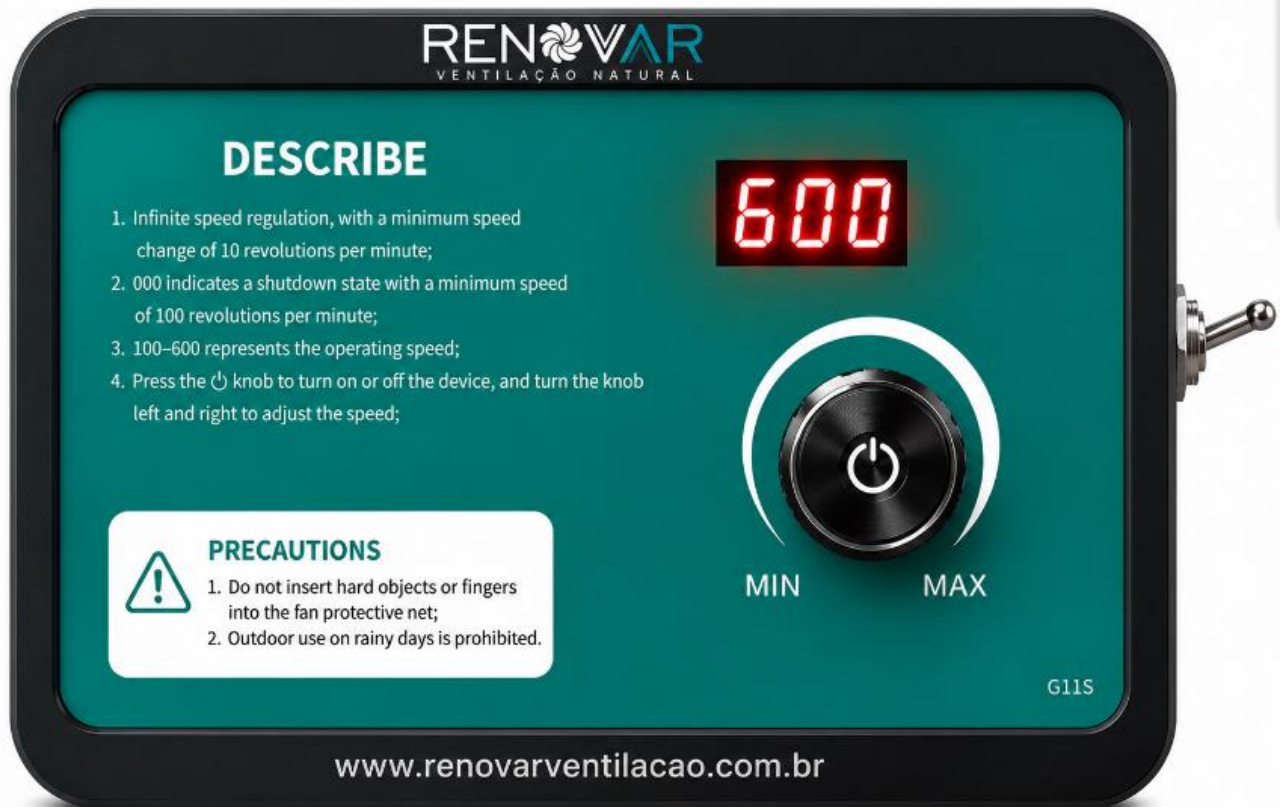 RENOVAR
VENTILAÇÃO NATURAL
DESCRIBE
1. Infinite speed regulation, with a minimum speed
change of 10 revolutions per minute;
2. 000 indicates a shutdown state with a minimum speed
of 100 revolutions per minute;
3. 100–600 represents the operating speed;
4. Press the ⏻ knob to turn on or off the device, and turn the knob
left and right to adjust the speed;
PRECAUTIONS
1. Do not insert hard objects or fingers
into the fan protective net;
2. Outdoor use on rainy days is prohibited.
600
MIN
MAX
G11S
www.renovarventilacao.com.br